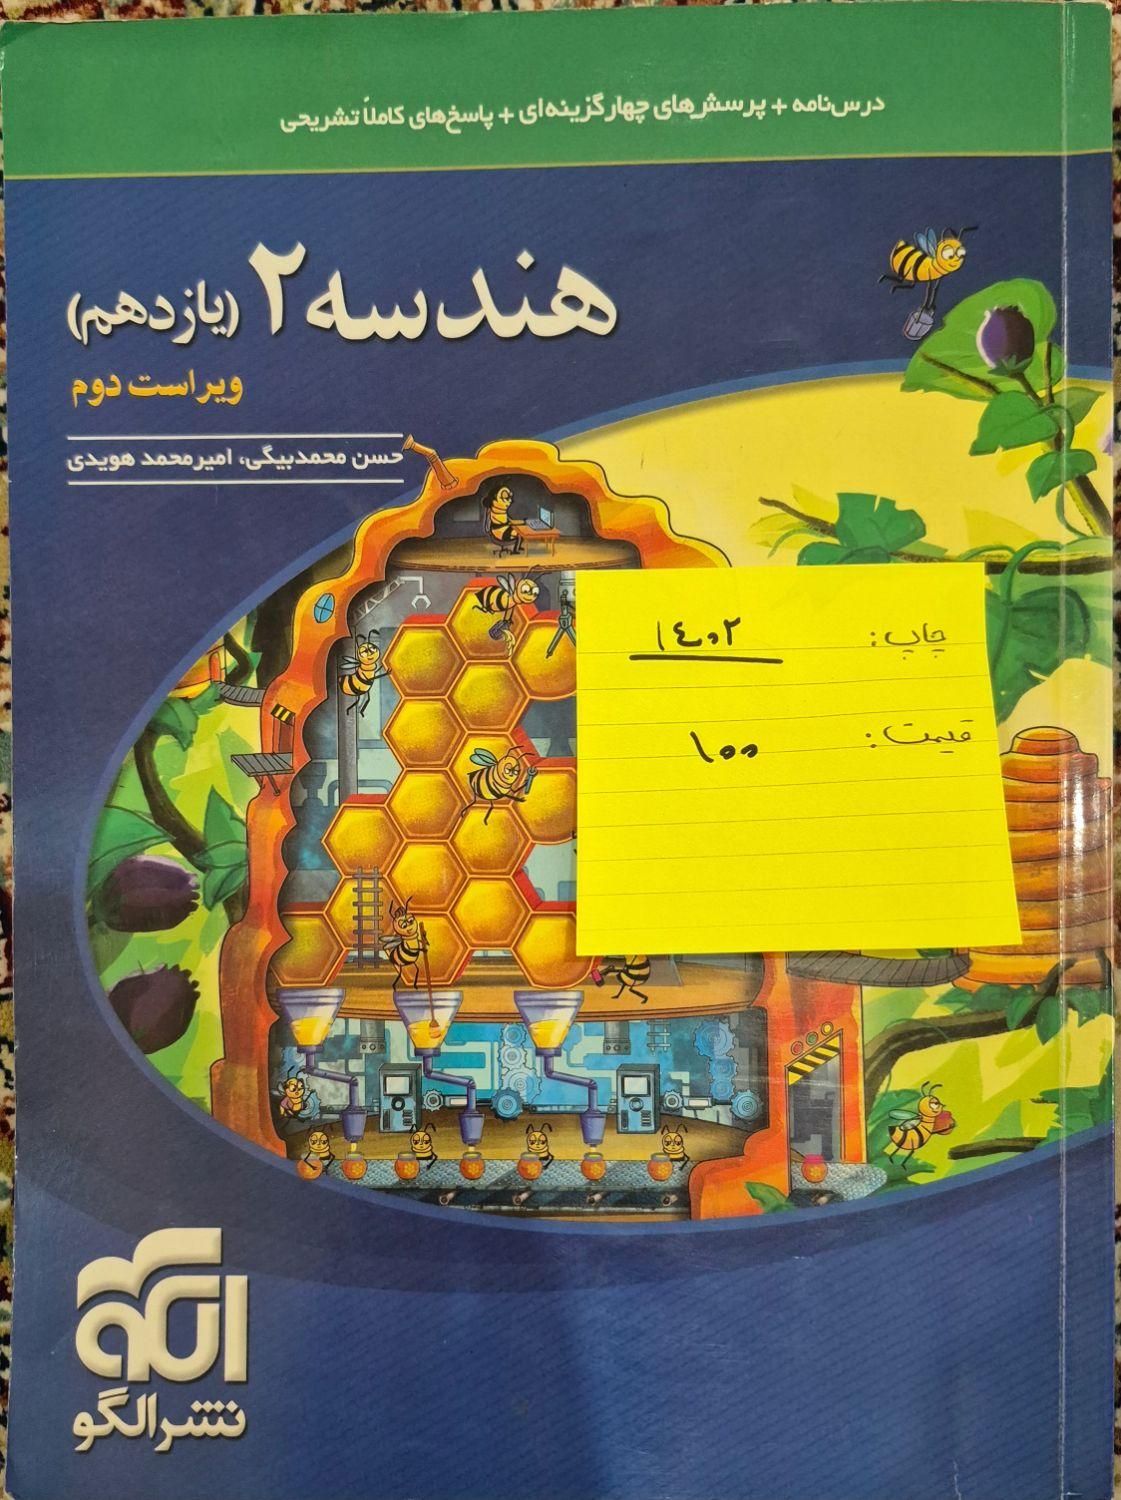 درس‌نامه + پرسش‌های چهارگزینه‌ای + پاسخ‌های کاملاً تشریحی
هندسه ۲ (یازدهم)
ویراست دوم
حسن محمدبیگی، امیرمحمد هویدی
چاپ: ۱۴۰۲
قیمت: ۱۰۰
الگو
نشر الگو